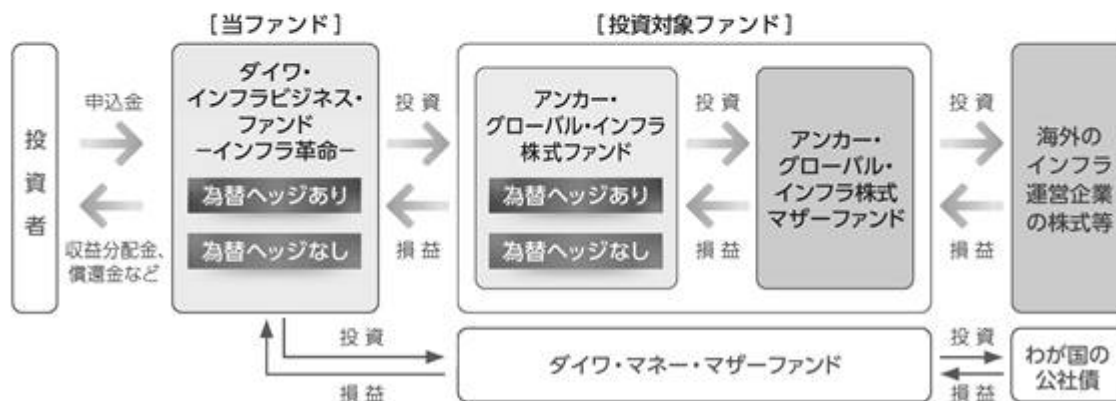 [当ファンド]
[投資対象ファンド]
投資者
申込金
収益分配金、
償還金など
ダイワ・
インフラビジネス・
ファンド
－インフラ革命－
為替ヘッジあり
為替ヘッジなし
投資
損益
アンカー・
グローバル・インフラ
株式ファンド
為替ヘッジあり
為替ヘッジなし
投資
損益
アンカー・
グローバル・
インフラ株式
マザーファンド
投資
損益
海外の
インフラ
運営企業
の株式等
投資
損益
ダイワ・マネー・マザーファンド
投資
損益
わが国の
公社債